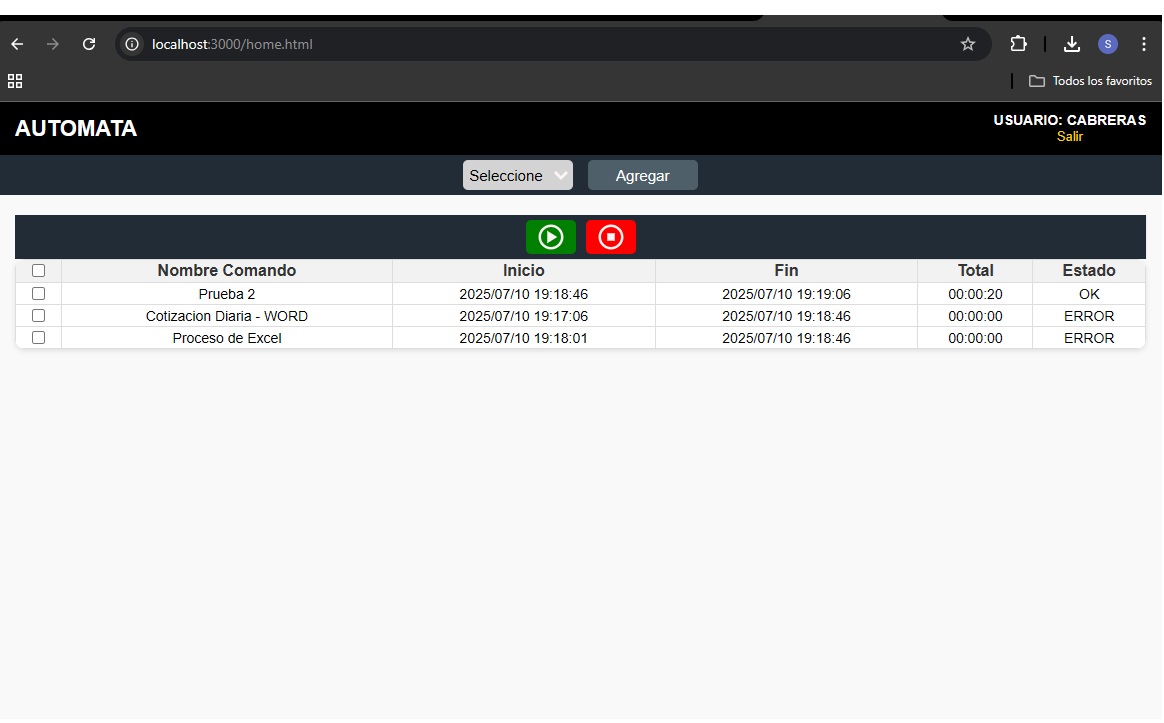 localhost:3000/home.html
S
Todos los favoritos
AUTOMATA
USUARIO: CABRERAS
Salir
Seleccione
Agregar
Nombre Comando Inicio Fin Total Estado
Prueba 2 2025/07/10 19:18:46 2025/07/10 19:19:06 00:00:20 OK
Cotizacion Diaria - WORD 2025/07/10 19:17:06 2025/07/10 19:18:46 00:00:00 ERROR
Proceso de Excel 2025/07/10 19:18:01 2025/07/10 19:18:46 00:00:00 ERROR